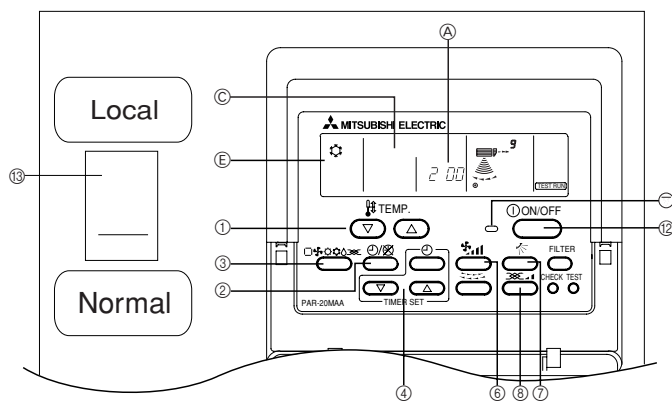 Ⓐ
Ⓒ
Local
MITSUBISHI ELECTRIC
Ⓔ
g
2 00
TEST RUN
⑬
① TEMP.
ON/OFF
⑫
③
FILTER
②
CHECK TEST
Normal
PAR-20MAA
TIMER SET
④ ⑥ ⑧ ⑦